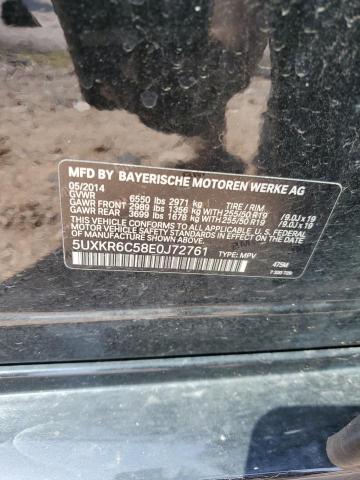 MFD BY BAYERISCHE MOTOREN WERKE AG
05/2014
GVWR 6550 lbs 2971 kg TIRE / RIM
GAWR FRONT 2989 lbs 1356 kg WITH 255/50 R19 /9.0J x 19
GAWR REAR 3699 lbs 1678 kg WITH 255/50 R19 /9.0J x 19
THIS VEHICLE CONFORMS TO ALL APPLICABLE U.S. FEDERAL
MOTOR VEHICLE SAFETY STANDARDS IN EFFECT ON THE DATE OF
MANUFACTURE SHOWN ABOVE.
5UXKR6C58E0J72761 TYPE: MPV 475M